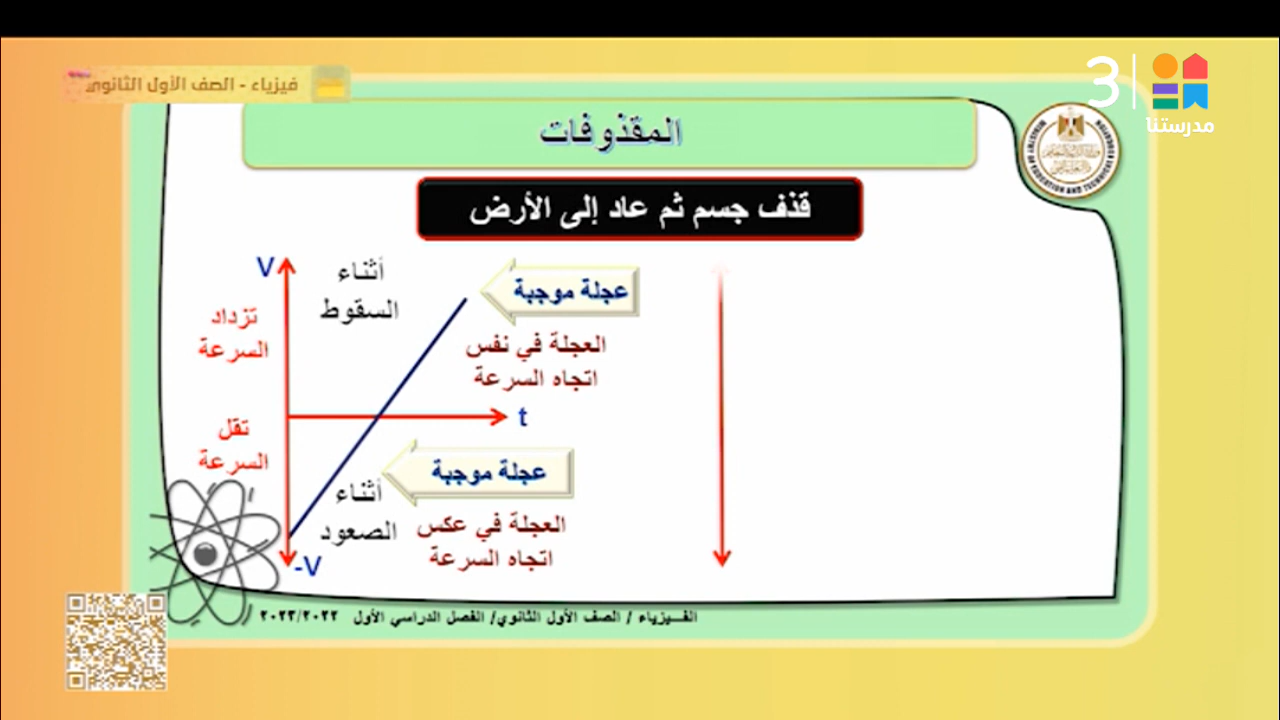 فيزياء - الصف الأول الثانوي
3
مدرستنا
المقذوفات
قذف جسم ثم عاد إلى الأرض
عجلة موجبة
العجلة في نفس
اتجاه السرعة
أثناء
السقوط
V
تزداد
السرعة
t
تقل
السرعة
عجلة موجبة
العجلة في عكس
اتجاه السرعة
أثناء
الصعود
-V
الفيزياء / الصف الأول الثانوي/ الفصل الدراسي الأول ٢٠٢٣/٢٠٢٢